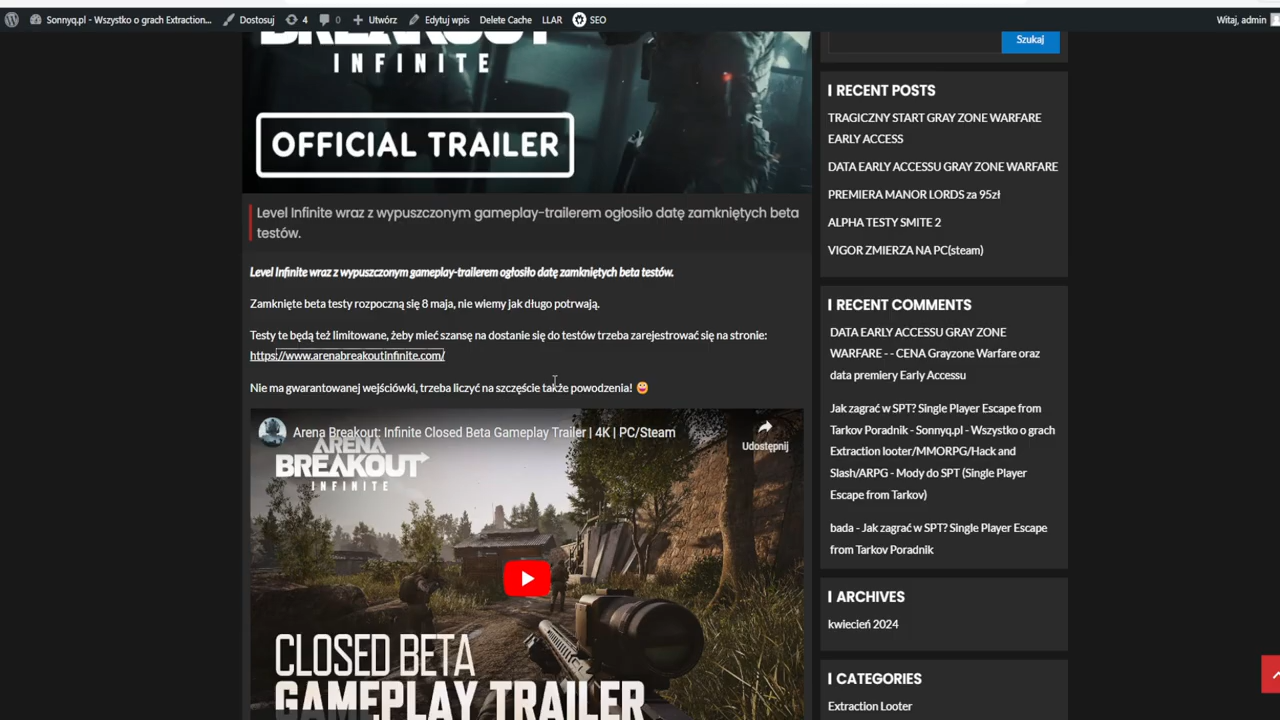 Sonnyq.pl - Wszystko o grach Extraction... Dostosuj 4 0 Utwórz Edytuj wpis Delete Cache LLAR SEO Witaj, admin
BREAKOUT
INFINITE
OFFICIAL TRAILER
Level Infinite wraz z wypuszczonym gameplay-trailerem ogłosiło datę zamkniętych beta
testów.
Level Infinite wraz z wypuszczonym gameplay-trailerem ogłosiło datę zamkniętych beta testów.
Zamknięte beta testy rozpoczną się 8 maja, nie wiemy jak długo potrwają.
Testy te będą też limitowane, żeby mieć szansę na dostanie się do testów trzeba zarejestrować się na stronie:
https://www.arenabreakoutinfinite.com/
Nie ma gwarantowanej wejściówki, trzeba liczyć na szczęście także powodzenia! 😀
Arena Breakout: Infinite Closed Beta Gameplay Trailer | 4K | PC/Steam
Udostępnij
ARENA
BREAKOUT
INFINITE
CLOSED BETA
GAMEPLAY TRAILER
Szukaj
RECENT POSTS
TRAGICZNY START GRAY ZONE WARFARE
EARLY ACCESS
DATA EARLY ACCESSU GRAY ZONE WARFARE
PREMIERA MANOR LORDS za 95zł
ALPHA TESTY SMITE 2
VIGOR ZMIERZA NA PC(steam)
RECENT COMMENTS
DATA EARLY ACCESSU GRAY ZONE
WARFARE - - CENA Grayzone Warfare oraz
data premiery Early Accessu
Jak zagrać w SPT? Single Player Escape from
Tarkov Poradnik - Sonnyq.pl - Wszystko o grach
Extraction looter/MMORPG/Hack and
Slash/ARPG - Mody do SPT (Single Player
Escape from Tarkov)
bada - Jak zagrać w SPT? Single Player Escape
from Tarkov Poradnik
ARCHIVES
kwiecień 2024
CATEGORIES
Extraction Looter